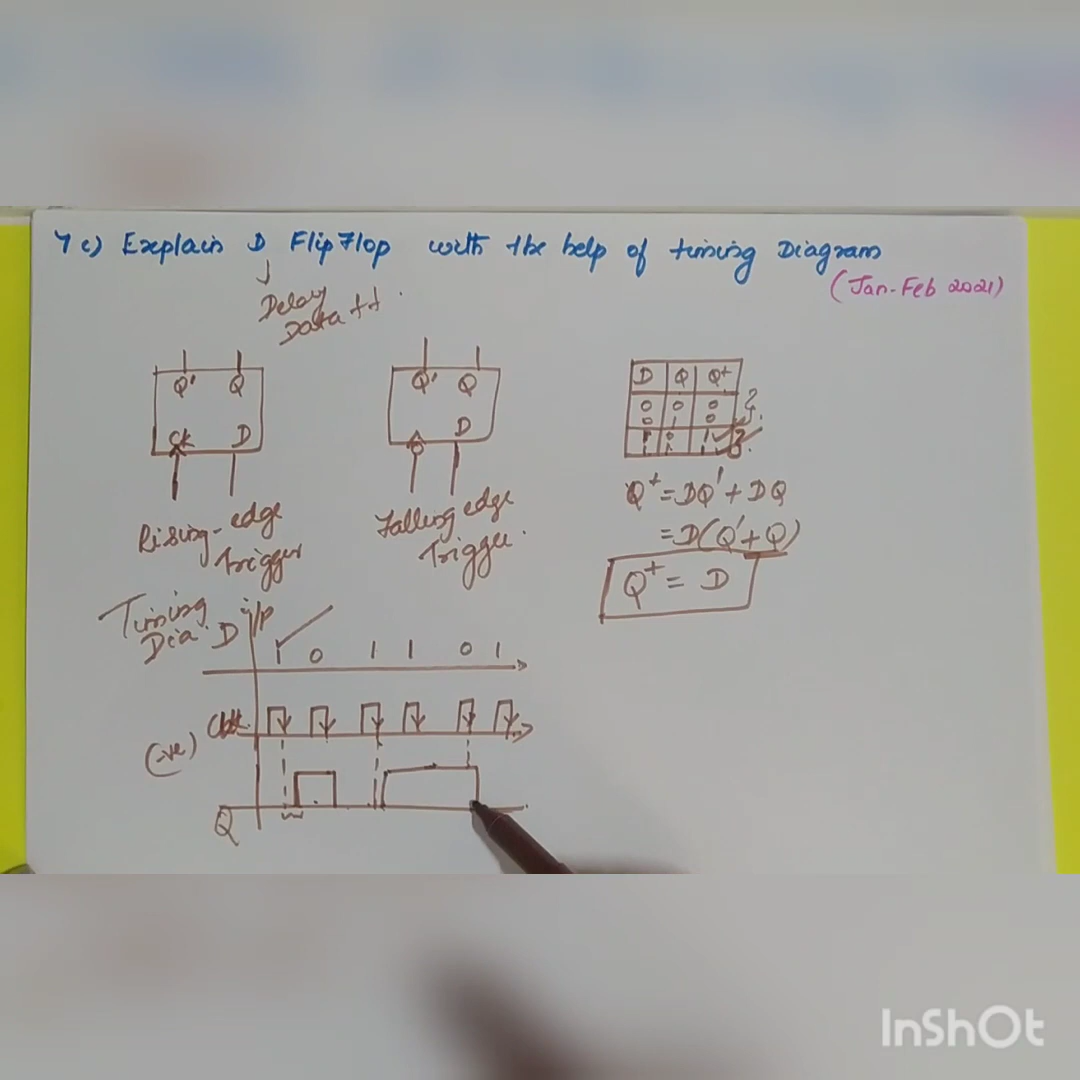 7 c) Explain D Flip Flop with the help of timing Diagram
(Jan-Feb 2021)
Delay
Data ff
Q' Q
CK D
Rising-edge
trigger
Q' Q
D
Falling edge
Trigger.
D Q Q+
0 0 0
0 1 0
1 0 1
1 1 1
Q+ = DQ' + DQ
= D(Q'+Q)
Q+ = D
Timing
Dia.
D i/p
1 0 1 1 0 1
Clk
(-ve)
Q
InShOt